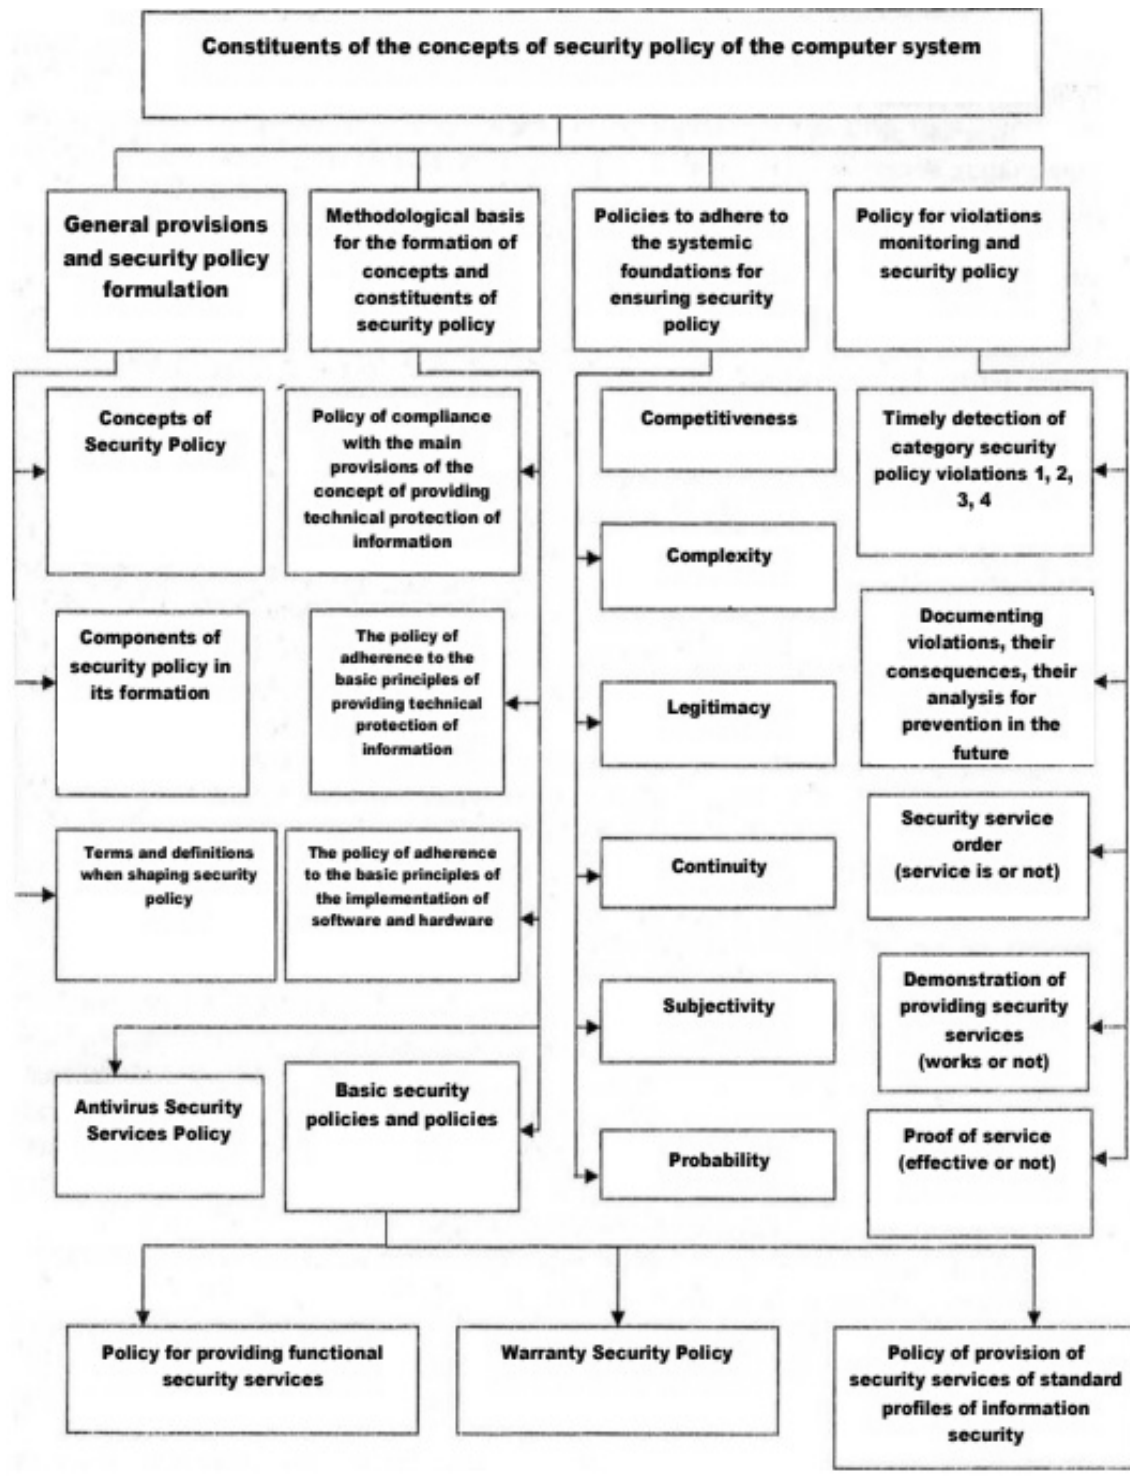 Constituents of the concepts of security policy of the computer system
General provisions
and security policy
formulation
Methodological basis
for the formation of
concepts and
constituents of
security policy
Policies to adhere to
the systemic
foundations for
ensuring security
policy
Policy for violations
monitoring and
security policy
Concepts of
Security Policy
Policy of compliance
with the main
provisions of the
concept of providing
technical protection of
information
Competitiveness
Timely detection of
category security
policy violations 1, 2,
3, 4
Complexity
Components of
security policy in
its formation
The policy of
adherence to the
basic principles of
providing technical
protection of
information
Legitimacy
Documenting
violations, their
consequences, their
analysis for
prevention in the
future
Terms and definitions
when shaping security
policy
The policy of adherence
to the basic principles of
the implementation of
software and hardware
Continuity
Security service
order
(service is or not)
Subjectivity
Demonstration of
providing security
services
(works or not)
Antivirus Security
Services Policy
Basic security
policies and policies
Probability
Proof of service
(effective or not)
Policy for providing functional
security services
Warranty Security Policy
Policy of provision of
security services of standard
profiles of information
security